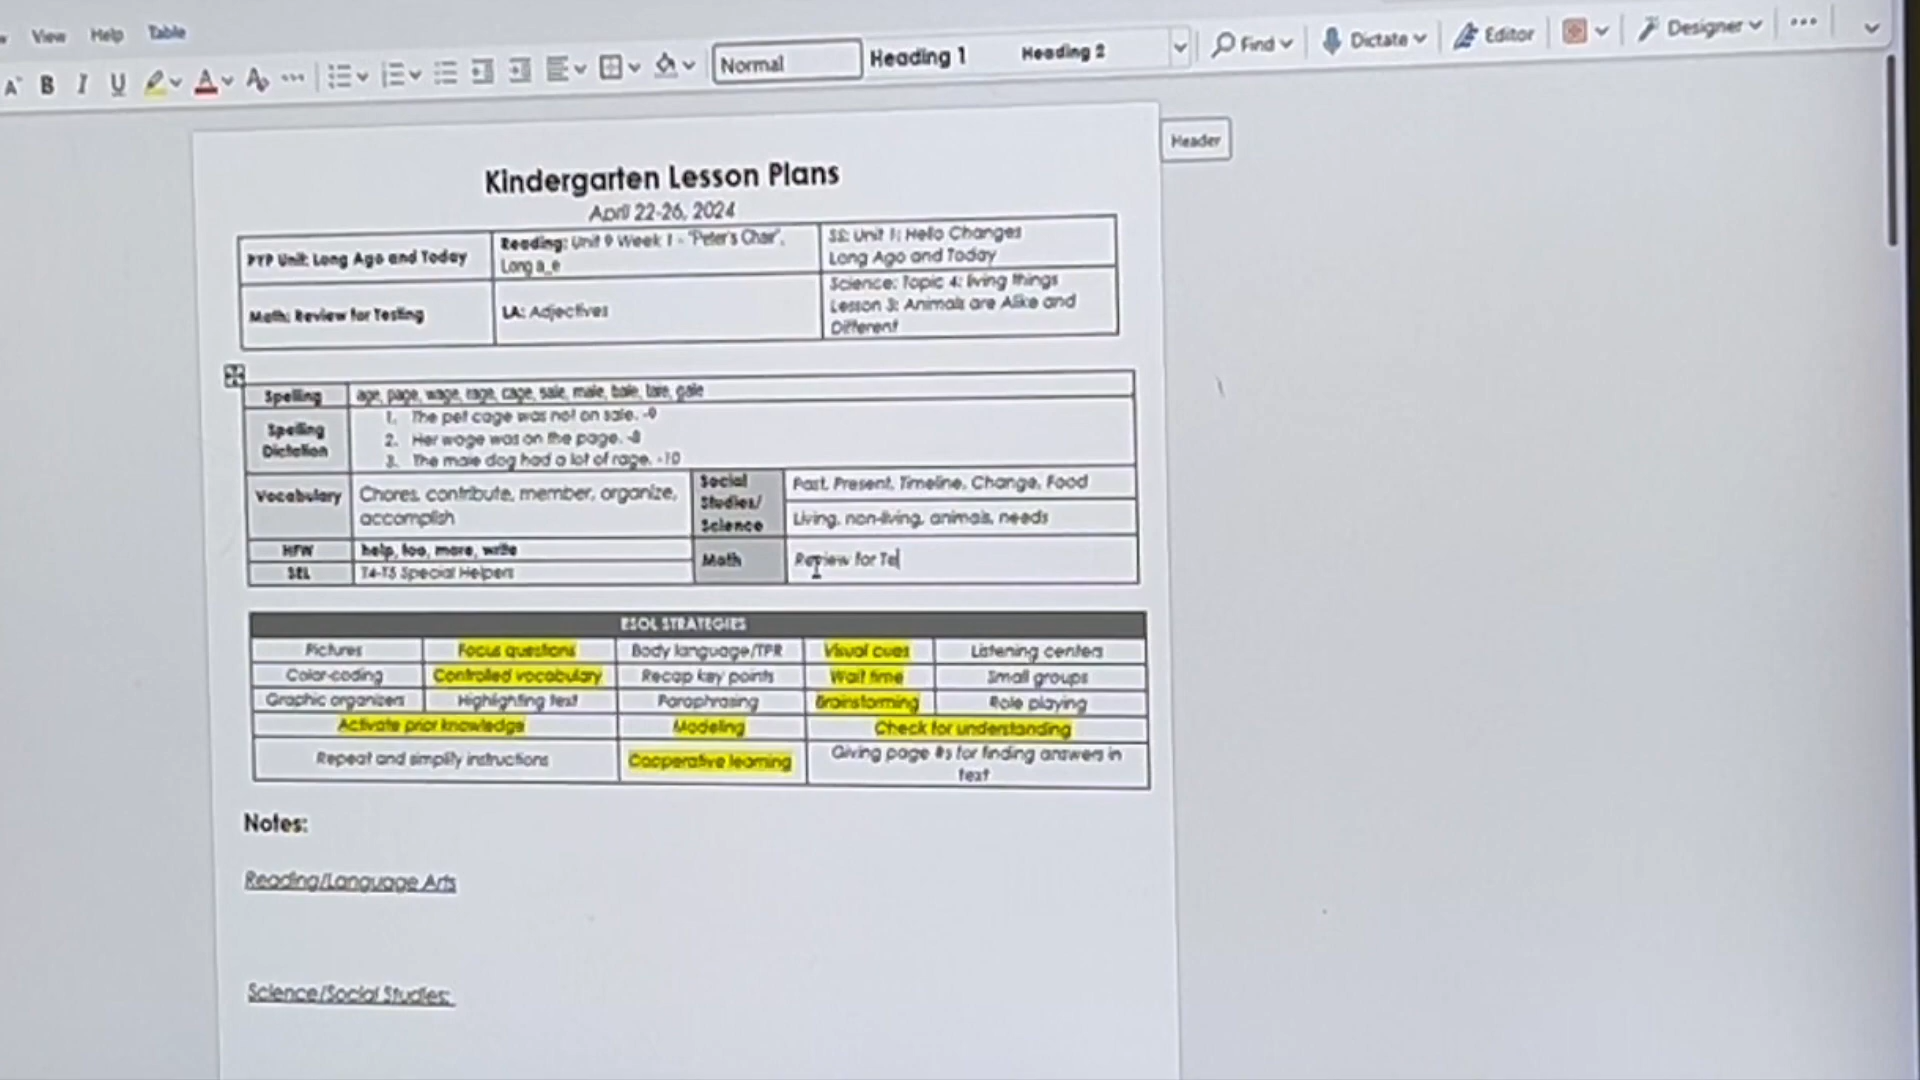 View Help Table
A B I U A A Normal Heading 1 Heading 2 Find Dictate Editor Designer
Header
Kindergarten Lesson Plans
April 22-26, 2024
PYP Unit: Long Ago and Today
Reading: Unit 9 Week 1 - "Peter's Chair",
Long a_e
SS: Unit 1: Hello Changes
Long Ago and Today
Math: Review for Testing
LA: Adjectives
Science: Topic 4: living things
Lesson 3: Animals are Alike and
Different
Spelling age, page, wage, rage, cage, sale, male, bale, tale, gale
Spelling
Dictation
1. The pet cage was not on sale. -9
2. Her wage was on the page. -8
3. The male dog had a lot of rage. -10
Vocabulary
Chores, contribute, member, organize,
accomplish
Social
Studies/
Science
Past, Present, Timeline, Change, Food
Living, non-living, animals, needs
HFW help, too, more, write
SEL T4-T5 Special Helpers
Math Review for Te
ESOL STRATEGIES
Pictures Focus questions Body language/TPR Visual cues Listening centers
Color-coding Controlled vocabulary Recap key points Wait time Small groups
Graphic organizers Highlighting text Paraphrasing Brainstorming Role playing
Activate prior knowledge Modeling Check for understanding
Repeat and simplify instructions Cooperative learning Giving page #s for finding answers in
text
Notes:
Reading/Language Arts
Science/Social Studies: